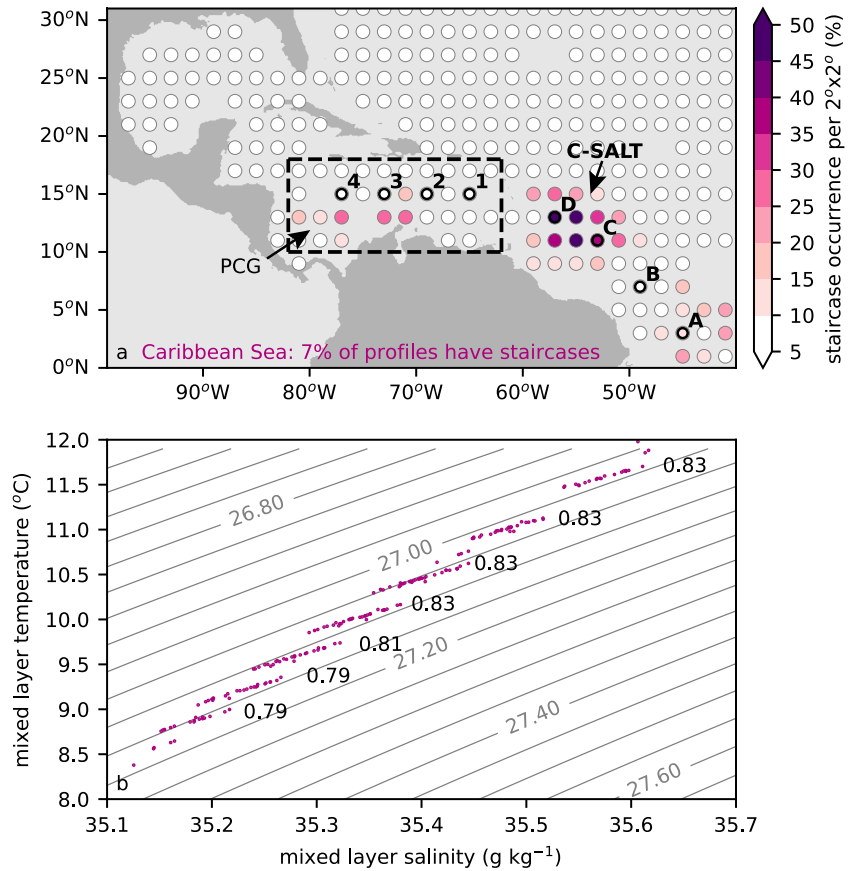 30°N
25°N
20°N
15°N
10°N
5°N
0°N
C-SALT
4 3 2 1
D
C
B
A
PCG
a Caribbean Sea: 7% of profiles have staircases
90°W 80°W 70°W 60°W 50°W
50
45
40
35
30
25
20
15
10
5
staircase occurrence per 2°x2° (%)
12.0
11.5
11.0
10.5
10.0
9.5
9.0
8.5
8.0
mixed layer temperature (°C)
26.80
27.00
27.20
27.40
27.60
0.83
0.83
0.83
0.83
0.81
0.79
0.79
b
35.1 35.2 35.3 35.4 35.5 35.6 35.7
mixed layer salinity (g kg⁻¹)